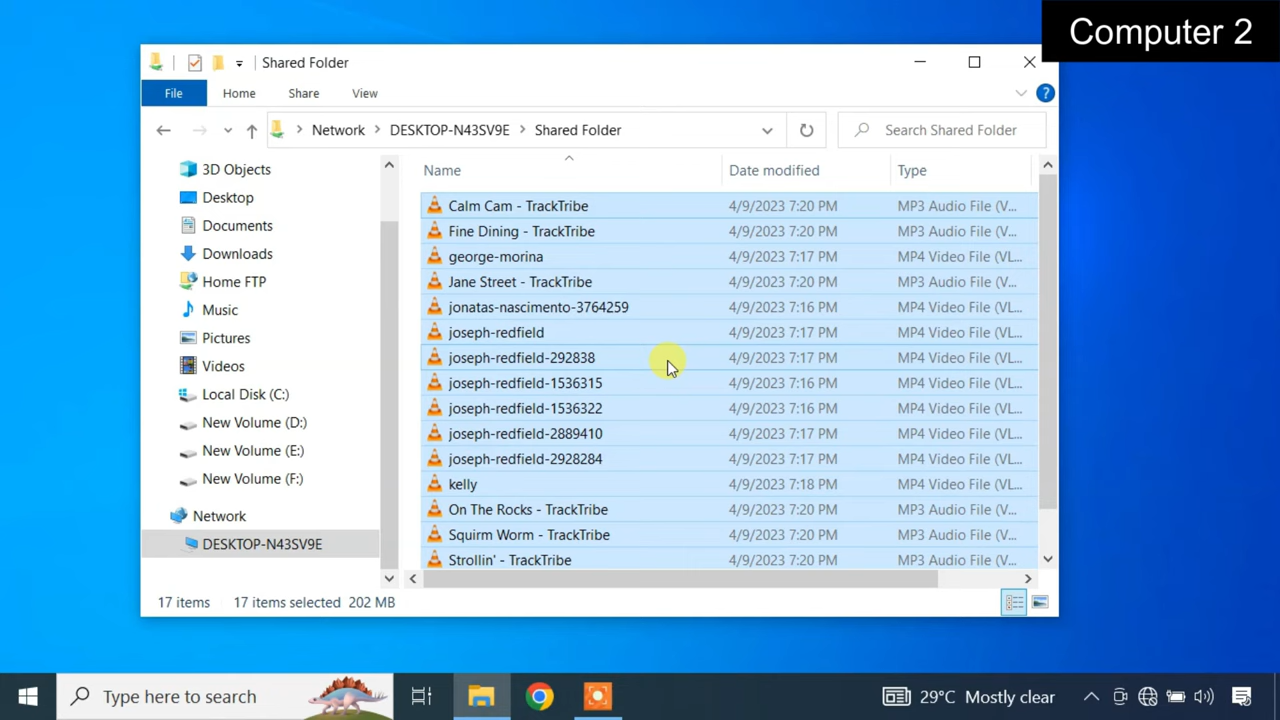 Computer 2
Shared Folder
File Home Share View
Network DESKTOP-N43SV9E Shared Folder Search Shared Folder
3D Objects
Desktop
Documents
Downloads
Home FTP
Music
Pictures
Videos
Local Disk (C:)
New Volume (D:)
New Volume (E:)
New Volume (F:)
Network
DESKTOP-N43SV9E
Name Date modified Type
Calm Cam - TrackTribe 4/9/2023 7:20 PM MP3 Audio File (V...
Fine Dining - TrackTribe 4/9/2023 7:20 PM MP3 Audio File (V...
george-morina 4/9/2023 7:17 PM MP4 Video File (VL...
Jane Street - TrackTribe 4/9/2023 7:20 PM MP3 Audio File (V...
jonatas-nascimento-3764259 4/9/2023 7:16 PM MP4 Video File (VL...
joseph-redfield 4/9/2023 7:17 PM MP4 Video File (VL...
joseph-redfield-292838 4/9/2023 7:17 PM MP4 Video File (VL...
joseph-redfield-1536315 4/9/2023 7:16 PM MP4 Video File (VL...
joseph-redfield-1536322 4/9/2023 7:16 PM MP4 Video File (VL...
joseph-redfield-2889410 4/9/2023 7:17 PM MP4 Video File (VL...
joseph-redfield-2928284 4/9/2023 7:17 PM MP4 Video File (VL...
kelly 4/9/2023 7:18 PM MP4 Video File (VL...
On The Rocks - TrackTribe 4/9/2023 7:20 PM MP3 Audio File (V...
Squirm Worm - TrackTribe 4/9/2023 7:20 PM MP3 Audio File (V...
Strollin' - TrackTribe 4/9/2023 7:20 PM MP3 Audio File (V...
17 items 17 items selected 202 MB
Type here to search 29°C Mostly clear